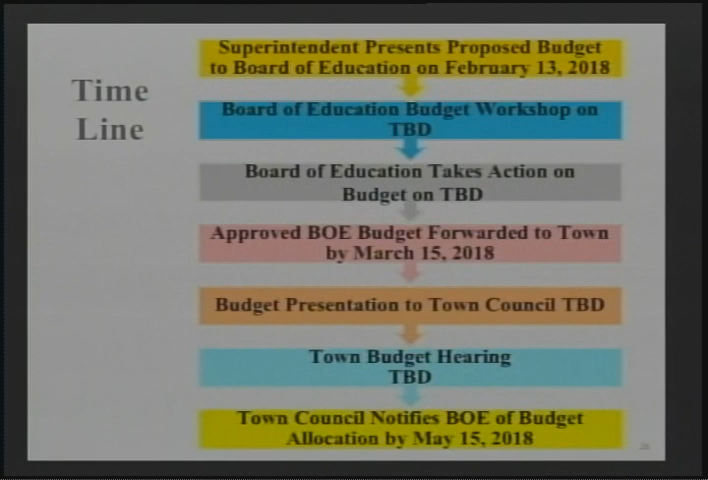 Time
Line
Superintendent Presents Proposed Budget
to Board of Education on February 13, 2018
Board of Education Budget Workshop on
TBD
Board of Education Takes Action on
Budget on TBD
Approved BOE Budget Forwarded to Town
by March 15, 2018
Budget Presentation to Town Council TBD
Town Budget Hearing
TBD
Town Council Notifies BOE of Budget
Allocation by May 15, 2018